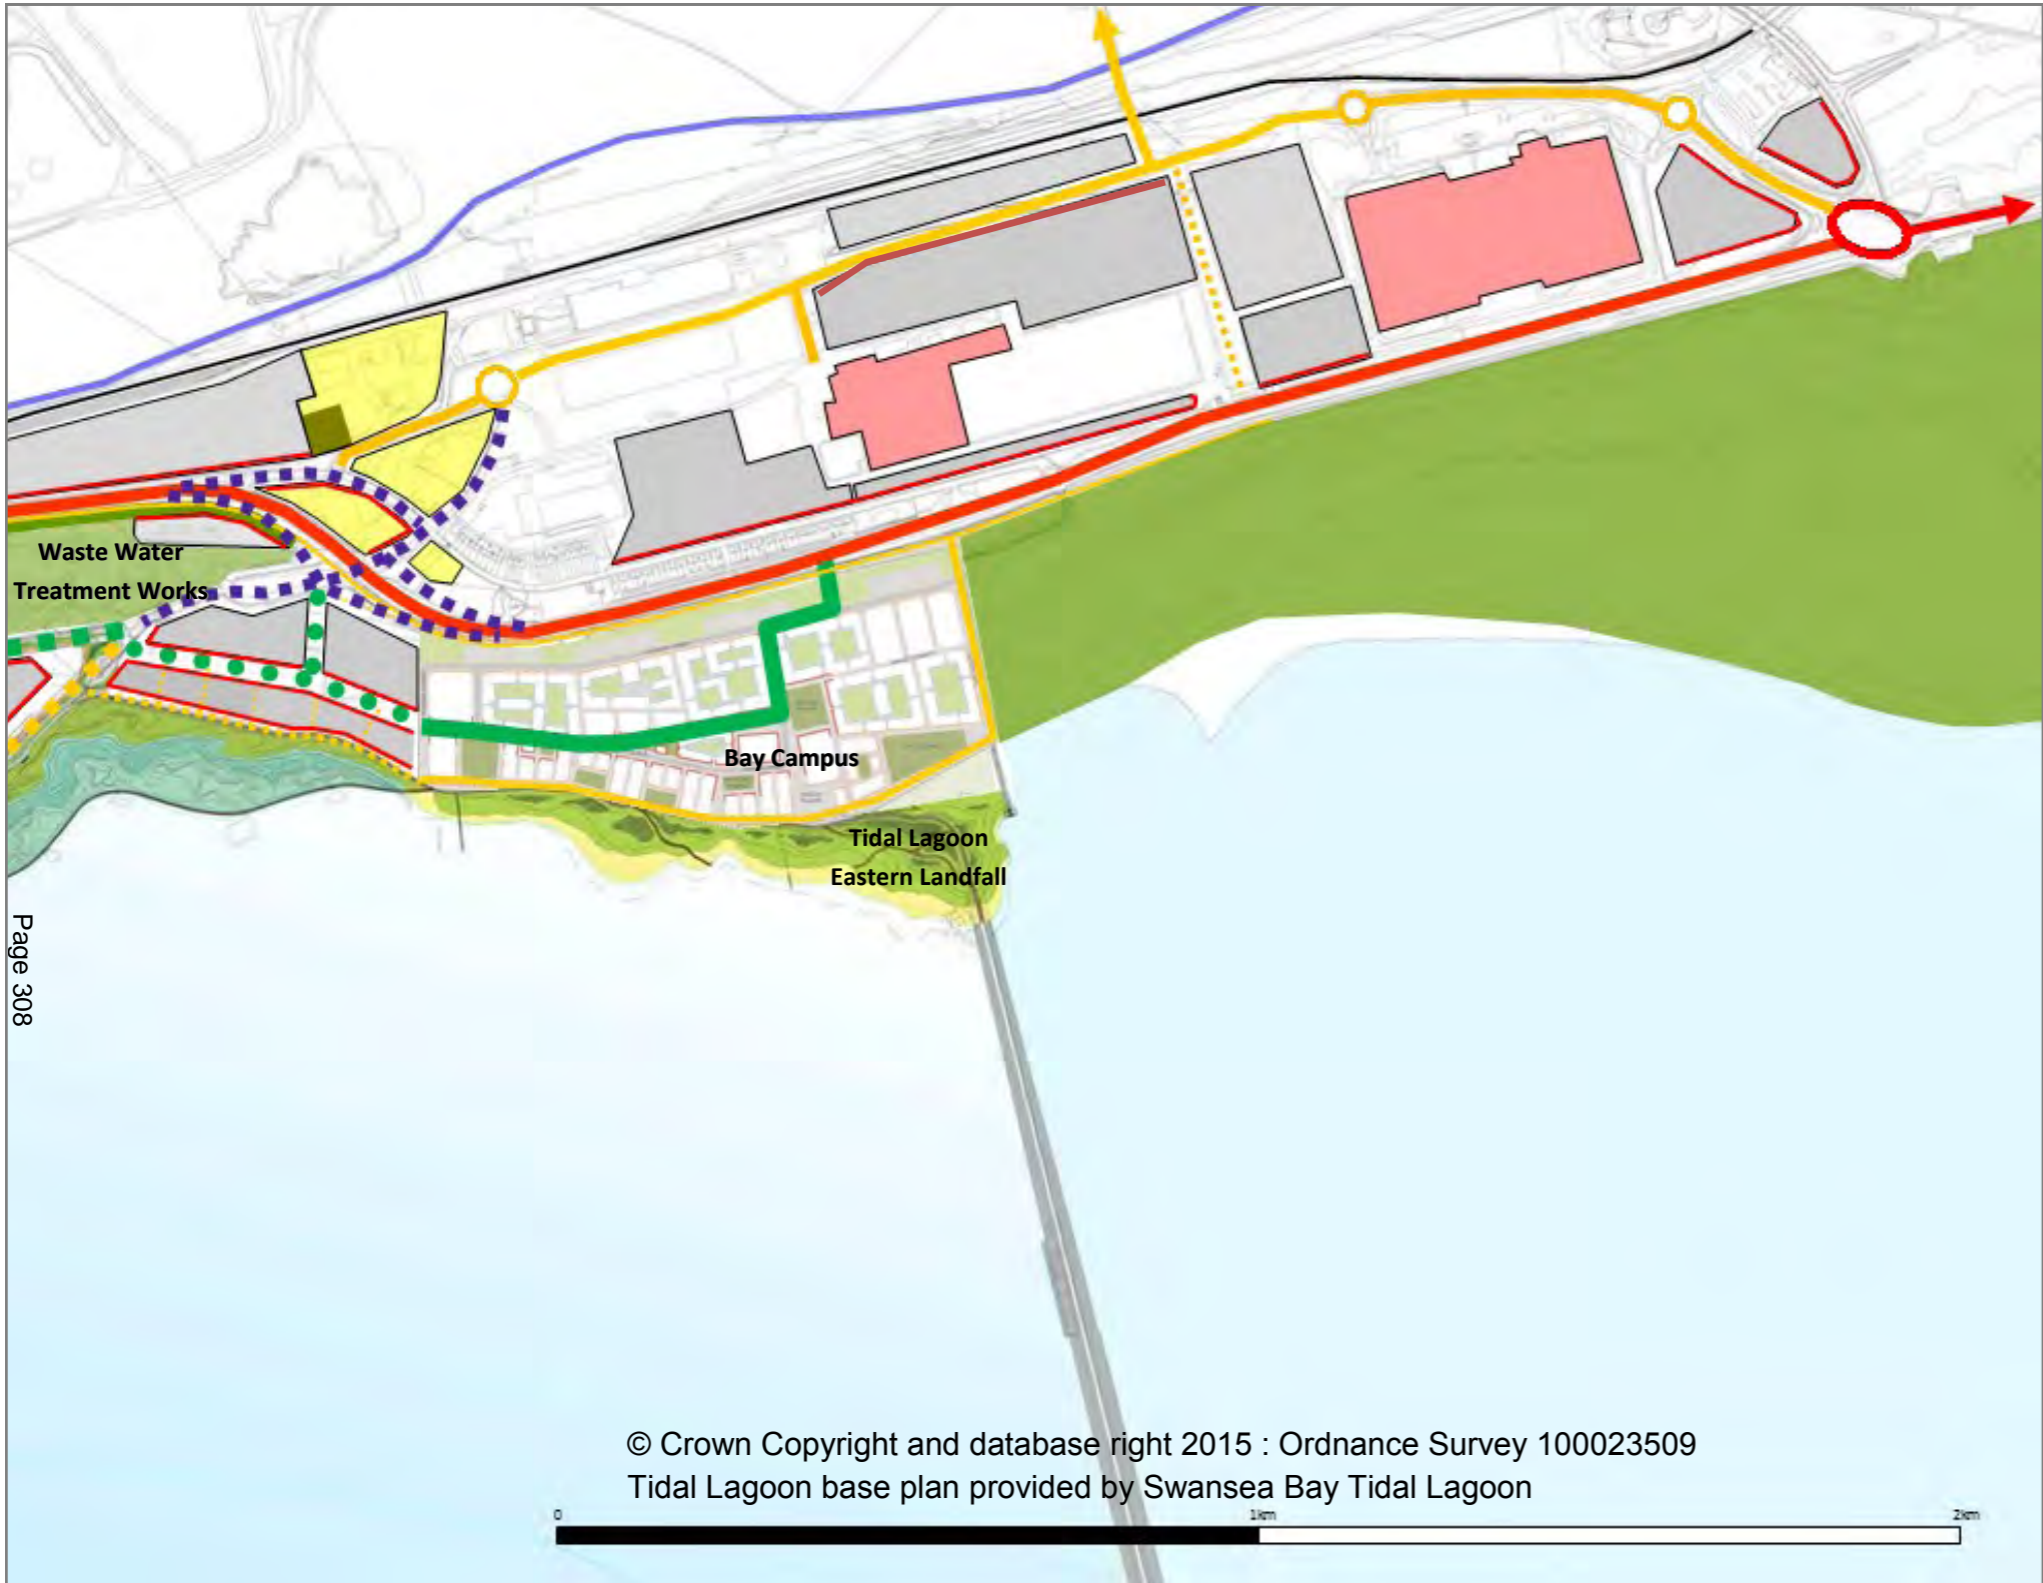 Waste Water
Treatment Works
Bay Campus
Tidal Lagoon
Eastern Landfall
Page 308
© Crown Copyright and database right 2015 : Ordnance Survey 100023509
Tidal Lagoon base plan provided by Swansea Bay Tidal Lagoon
0 1km 2km